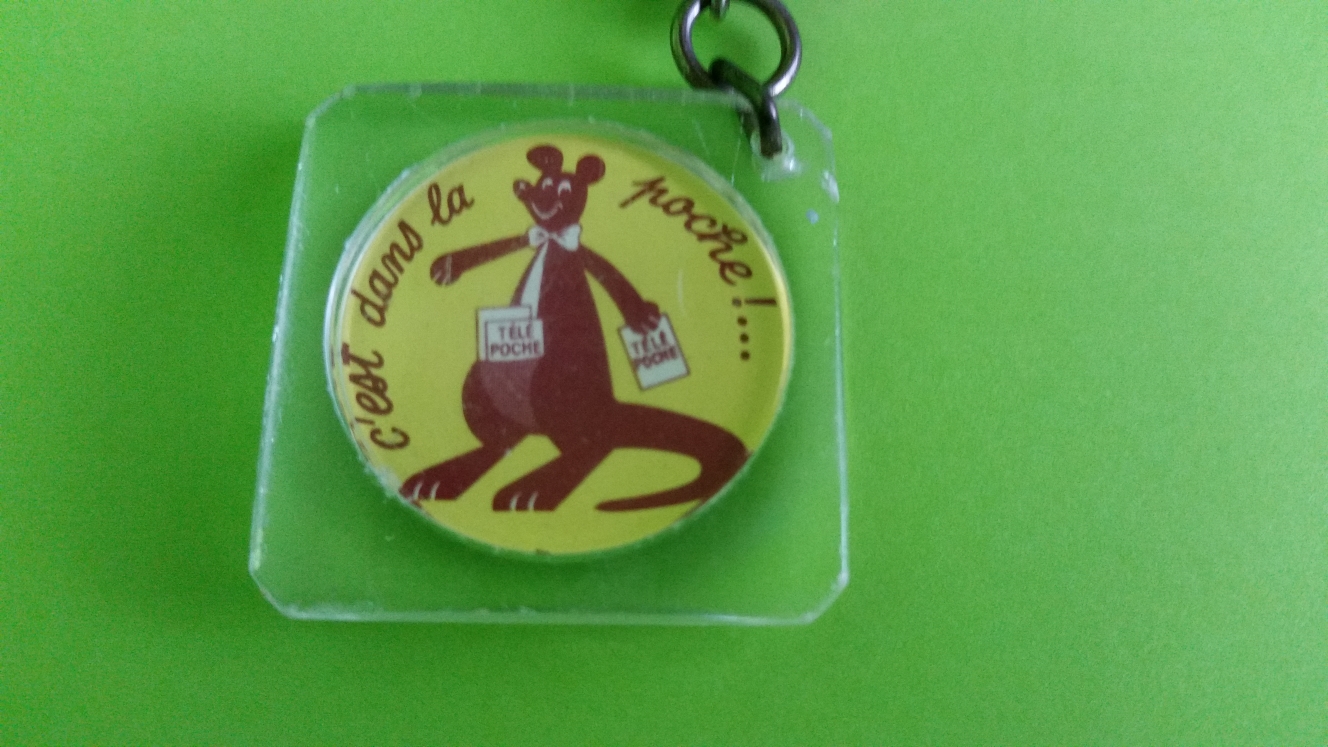 c'est dans la poche!....
TÉLÉ
POCHE
TÉLÉ
POCHE